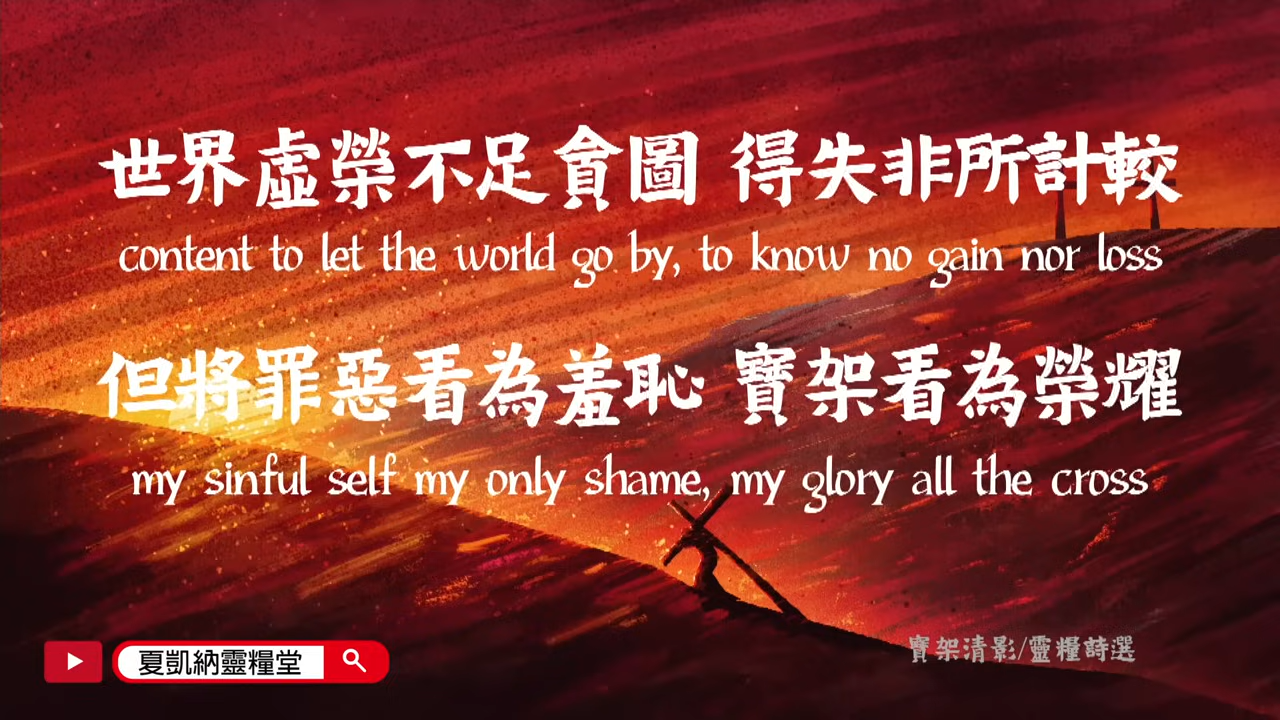 世界虛榮不足貪圖 得失非所計較
content to let the world go by, to know no gain nor loss
但將罪惡看為羞恥 寶架看為榮耀
my sinful self my only shame, my glory all the cross
寶架清影/靈糧詩選
夏凱納靈糧堂